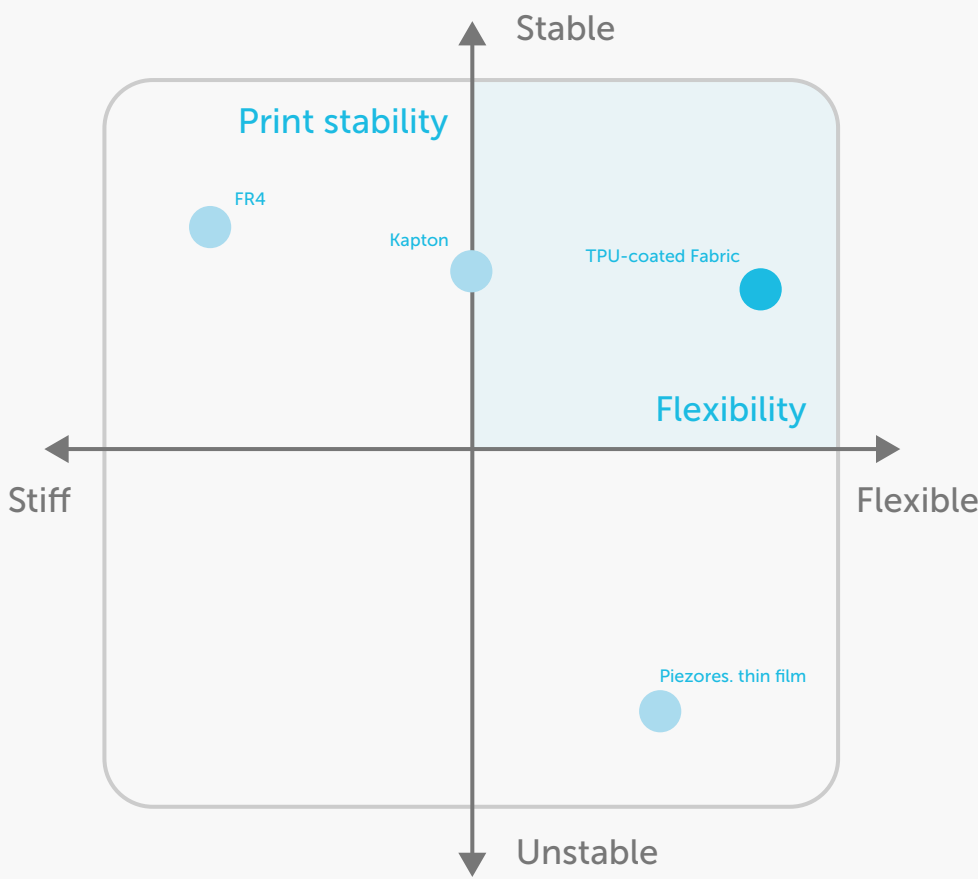 Stable
Print stability
FR4
Kapton
TPU-coated Fabric
Flexibility
Stiff
Flexible
Piezores. thin film
Unstable